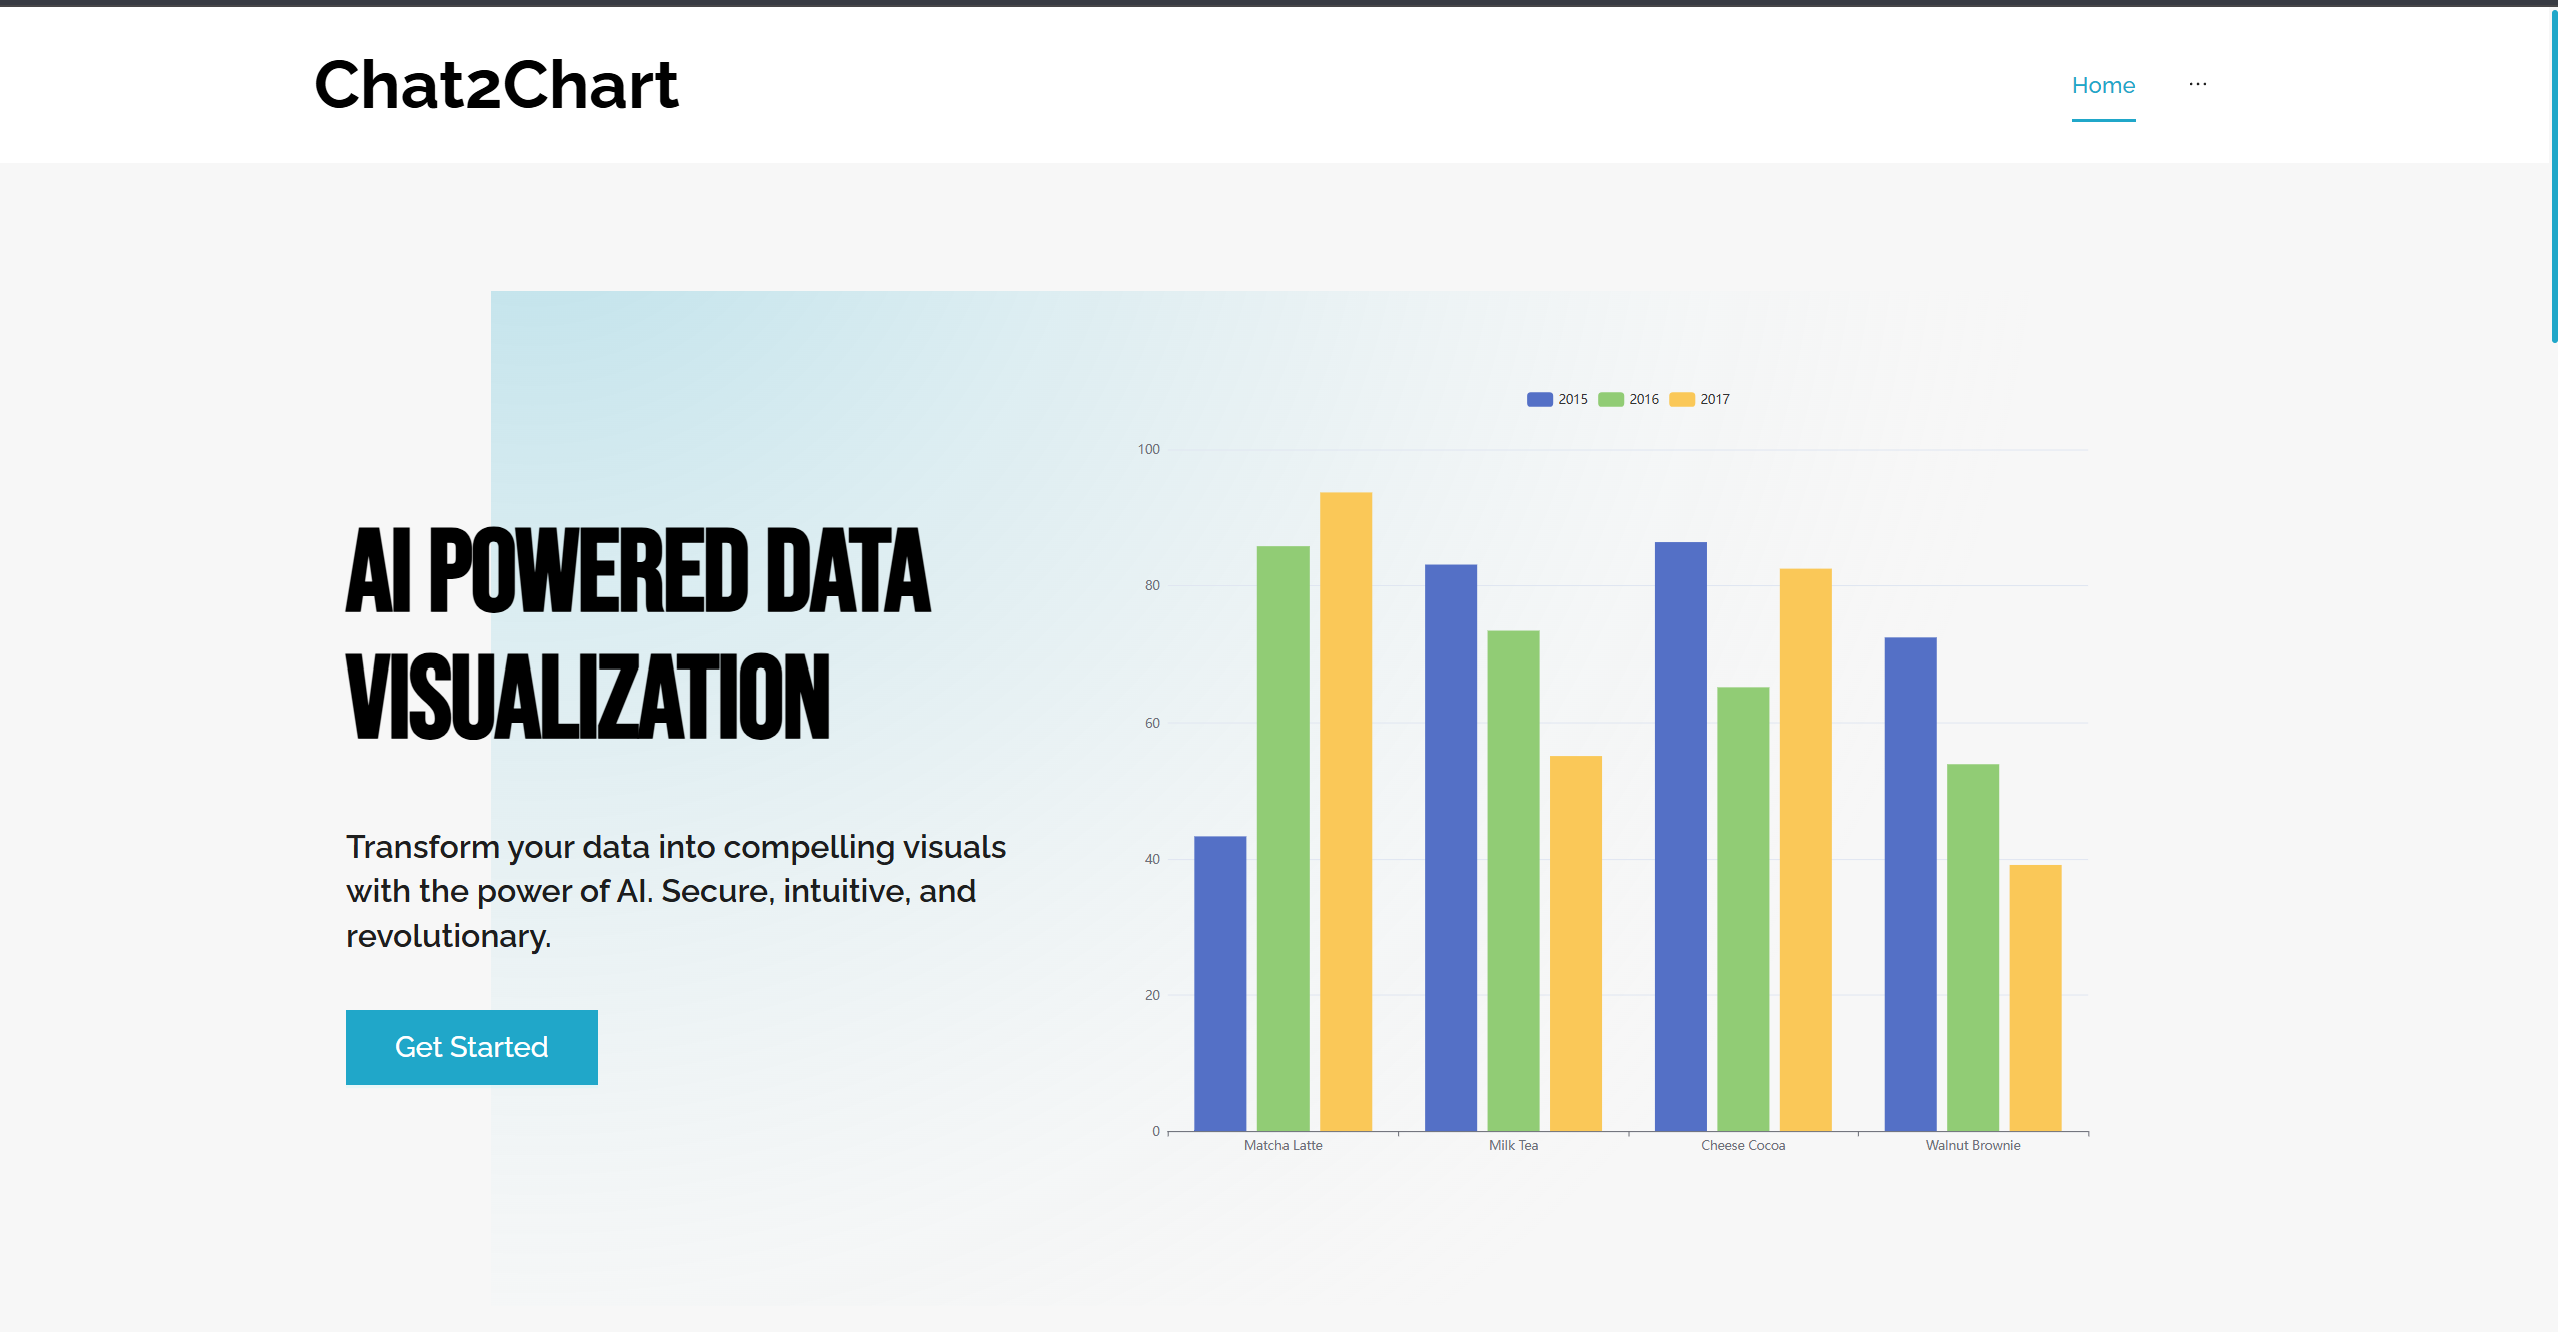 Chat2Chart
Home ···
AI POWERED DATA
VISUALIZATION
Transform your data into compelling visuals
with the power of AI. Secure, intuitive, and
revolutionary.
Get Started
2015 2016 2017
100
80
60
40
20
0
Matcha Latte Milk Tea Cheese Cocoa Walnut Brownie